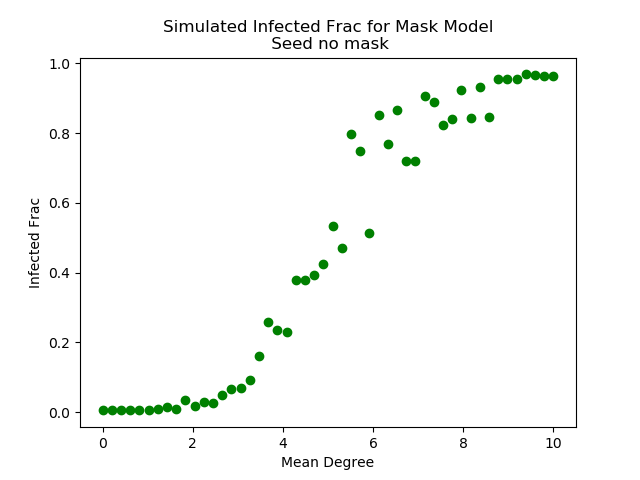 Simulated Infected Frac for Mask Model
Seed no mask
1.0
0.8
0.6
0.4
0.2
0.0
Infected Frac
0 2 4 6 8 10
Mean Degree